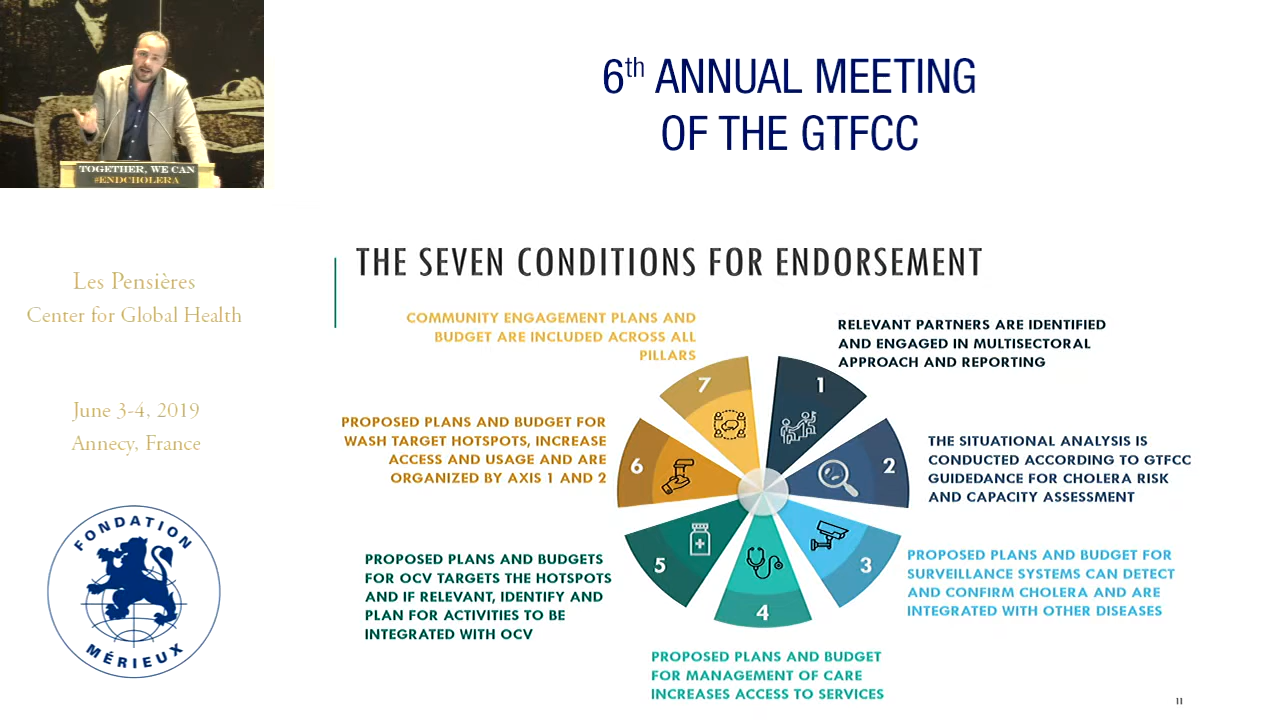 TOGETHER, WE CAN
#ENDCHOLERA
6th ANNUAL MEETING
OF THE GTFCC
Les Pensières
Center for Global Health
June 3-4, 2019
Annecy, France
FONDATION
MÉRIEUX
THE SEVEN CONDITIONS FOR ENDORSEMENT
1
RELEVANT PARTNERS ARE IDENTIFIED
AND ENGAGED IN MULTISECTORAL
APPROACH AND REPORTING
2
THE SITUATIONAL ANALYSIS IS
CONDUCTED ACCORDING TO GTFCC
GUIDEDANCE FOR CHOLERA RISK
AND CAPACITY ASSESSMENT
3
PROPOSED PLANS AND BUDGET FOR
SURVEILLANCE SYSTEMS CAN DETECT
AND CONFIRM CHOLERA AND ARE
INTEGRATED WITH OTHER DISEASES
4
PROPOSED PLANS AND BUDGET
FOR MANAGEMENT OF CARE
INCREASES ACCESS TO SERVICES
5
PROPOSED PLANS AND BUDGETS
FOR OCV TARGETS THE HOTSPOTS
AND IF RELEVANT, IDENTIFY AND
PLAN FOR ACTIVITIES TO BE
INTEGRATED WITH OCV
6
PROPOSED PLANS AND BUDGET FOR
WASH TARGET HOTSPOTS, INCREASE
ACCESS AND USAGE AND ARE
ORGANIZED BY AXIS 1 AND 2
7
COMMUNITY ENGAGEMENT PLANS AND
BUDGET ARE INCLUDED ACROSS ALL
PILLARS
11